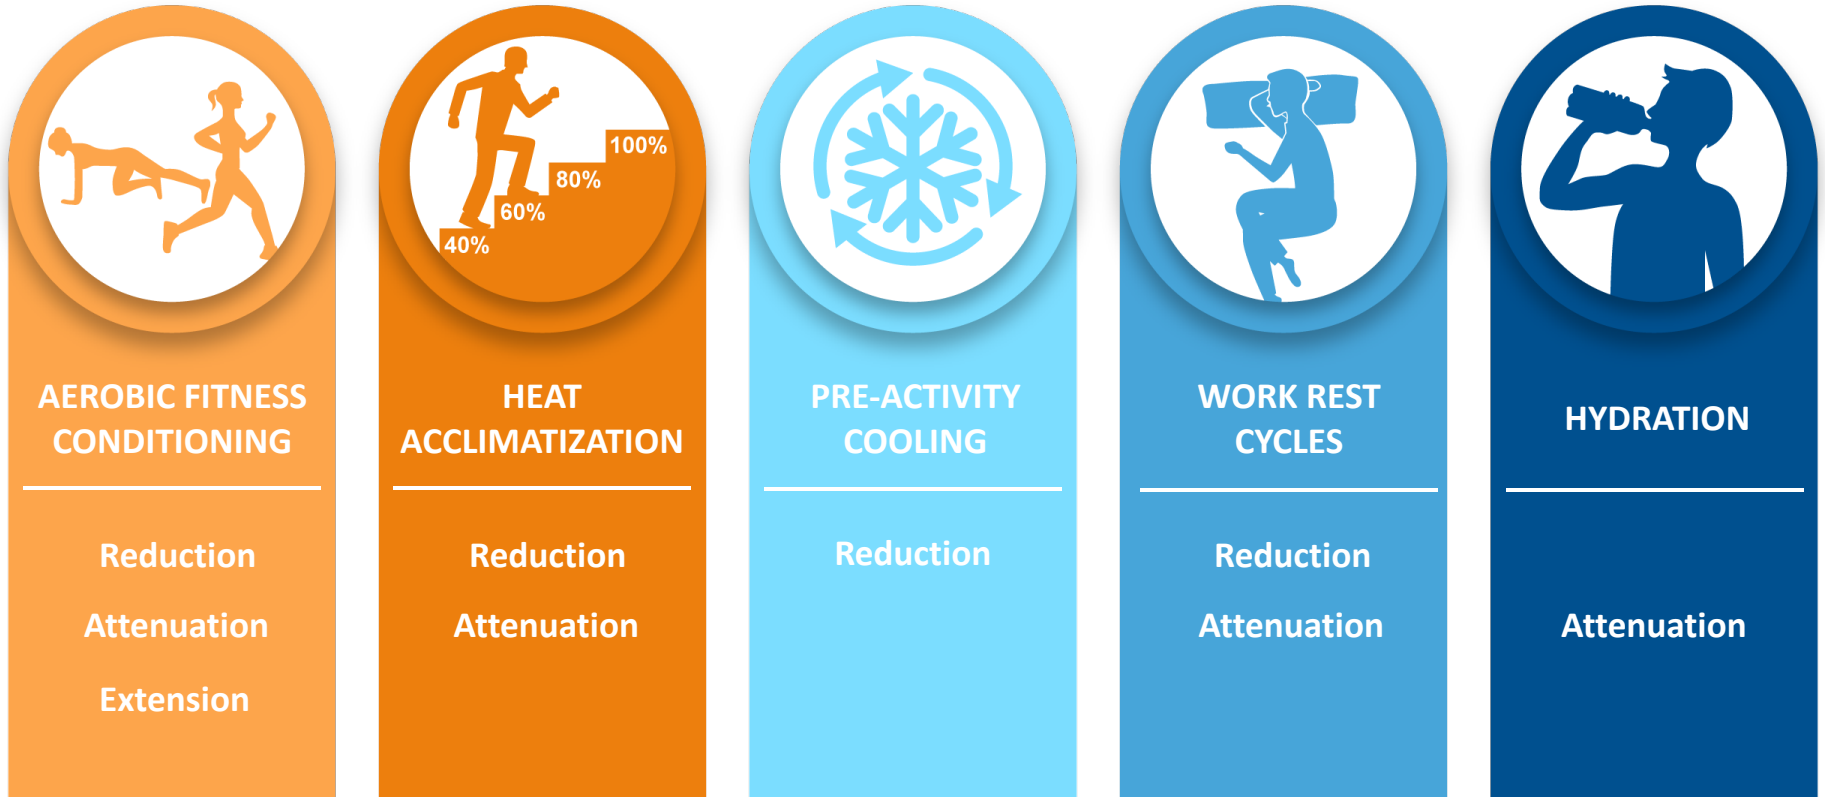 40%
60%
80%
100%
AEROBIC FITNESS
CONDITIONING
Reduction
Attenuation
Extension
HEAT
ACCLIMATIZATION
Reduction
Attenuation
PRE-ACTIVITY
COOLING
Reduction
WORK REST
CYCLES
Reduction
Attenuation
HYDRATION
Attenuation